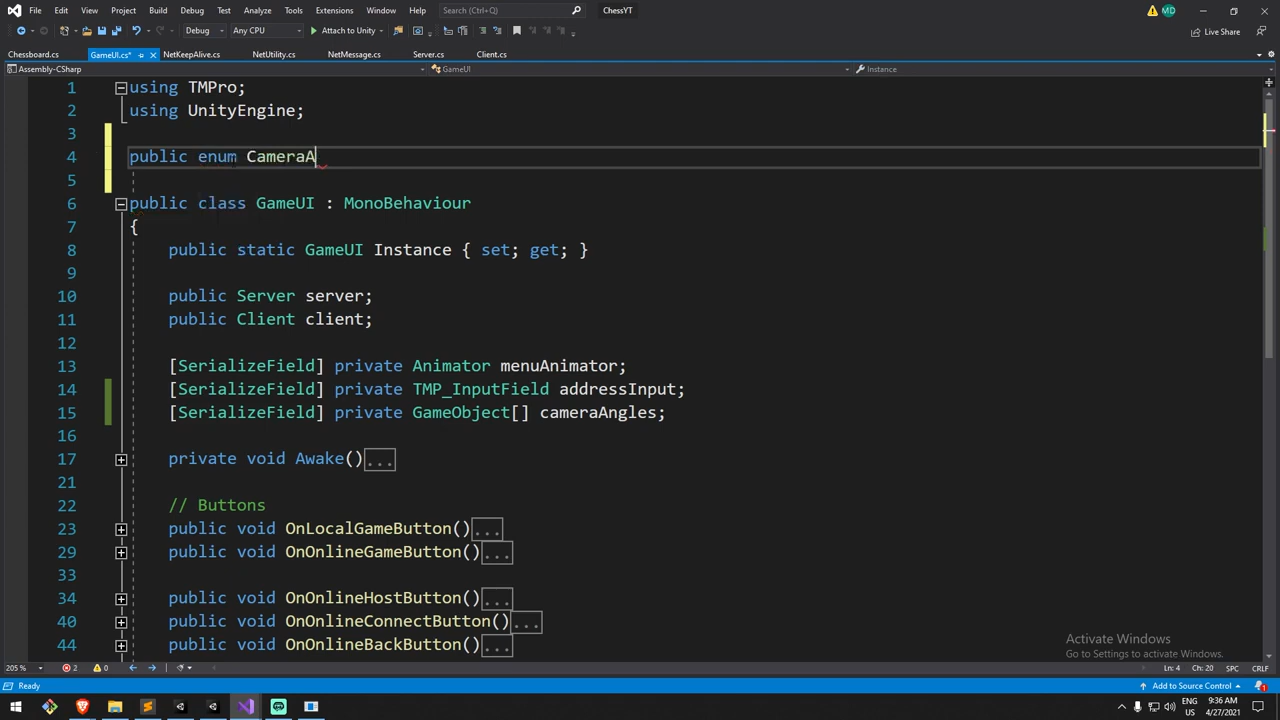 File Edit View Project Build Debug Test Analyze Tools Extensions Window Help Search (Ctrl+Q) ChessYT MD
Debug Any CPU Attach to Unity Live Share
Chessboard.cs GameUI.cs* NetKeepAlive.cs NetUtility.cs NetMessage.cs Server.cs Client.cs
Assembly-CSharp GameUI Instance
1 using TMPro;
2 using UnityEngine;
3
4 public enum CameraA
5
6 public class GameUI : MonoBehaviour
7 {
8 public static GameUI Instance { set; get; }
9
10 public Server server;
11 public Client client;
12
13 [SerializeField] private Animator menuAnimator;
14 [SerializeField] private TMP_InputField addressInput;
15 [SerializeField] private GameObject[] cameraAngles;
16
17 private void Awake()...
21
22 // Buttons
23 public void OnLocalGameButton()...
29 public void OnOnlineGameButton()...
33
34 public void OnOnlineHostButton()...
40 public void OnOnlineConnectButton()...
44 public void OnOnlineBackButton()...
Activate Windows
Go to Settings to activate Windows.
205 % 2 0 Ln: 4 Ch: 20 SPC CRLF
Ready Add to Source Control 1
ENG 9:36 AM
US 4/27/2021